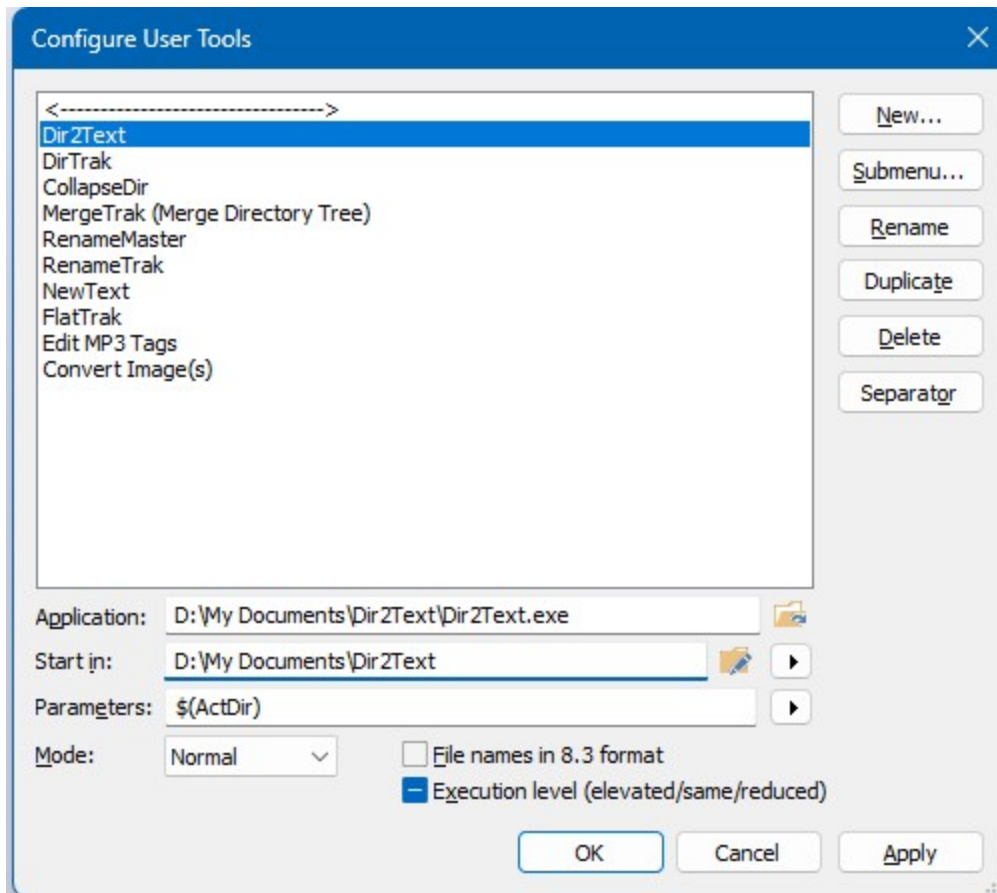 Configure User Tools
<--------------------------------->
Dir2Text
DirTrak
CollapseDir
MergeTrak (Merge Directory Tree)
RenameMaster
RenameTrak
NewText
FlatTrak
Edit MP3 Tags
Convert Image(s)
New...
Submenu...
Rename
Duplicate
Delete
Separator
Application: D:\My Documents\Dir2Text\Dir2Text.exe
Start in: D:\My Documents\Dir2Text
Parameters: $(ActDir)
Mode: Normal
File names in 8.3 format
Execution level (elevated/same/reduced)
OK Cancel Apply